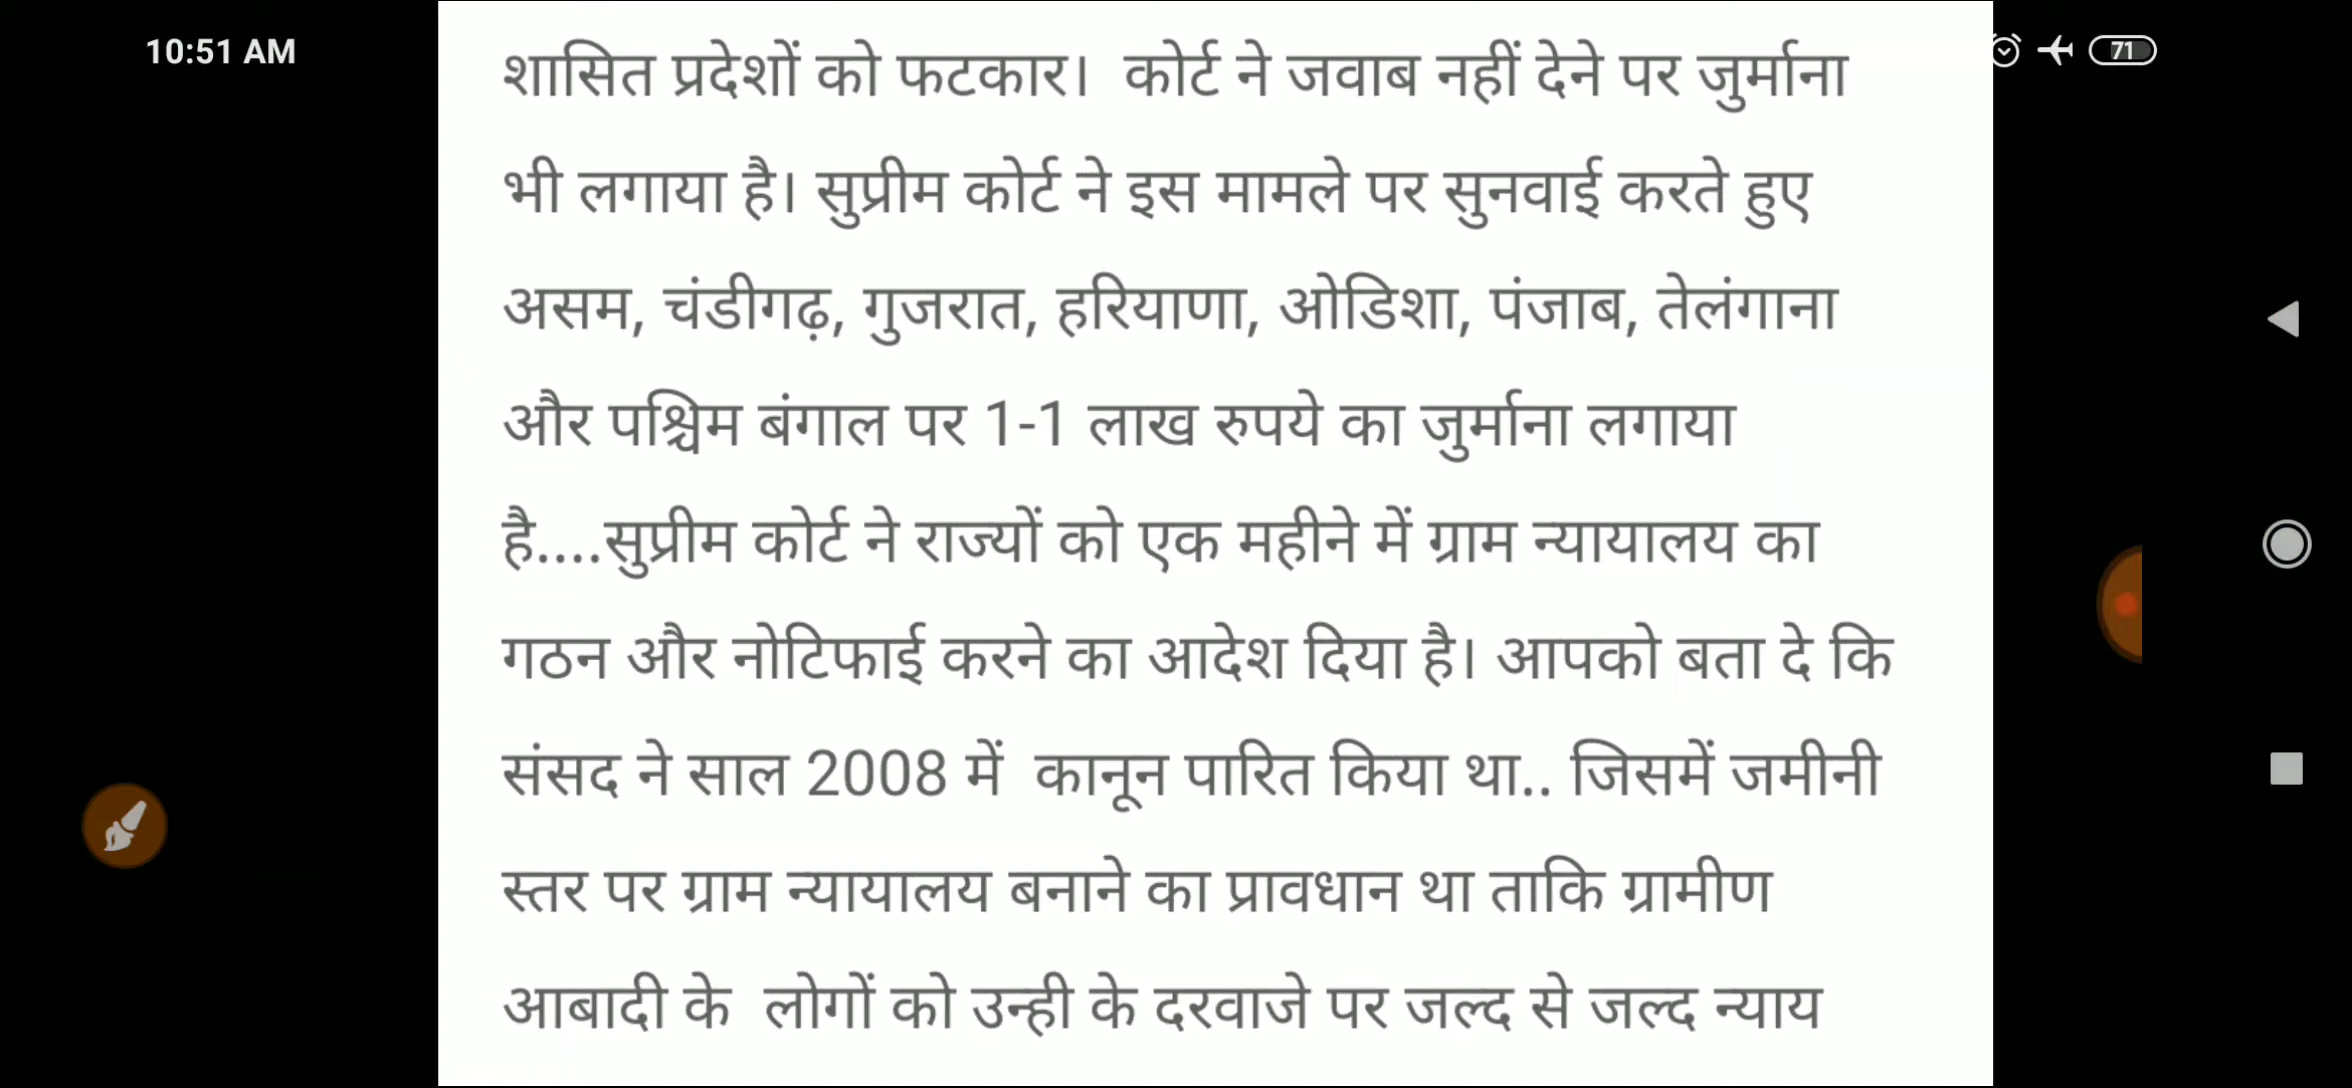 10:51 AM
71
शासित प्रदेशों को फटकार।  कोर्ट ने जवाब नहीं देने पर जुर्माना
भी लगाया है। सुप्रीम कोर्ट ने इस मामले पर सुनवाई करते हुए
असम, चंडीगढ़, गुजरात, हरियाणा, ओडिशा, पंजाब, तेलंगाना
और पश्चिम बंगाल पर 1-1 लाख रुपये का जुर्माना लगाया
है....सुप्रीम कोर्ट ने राज्यों को एक महीने में ग्राम न्यायालय का
गठन और नोटिफाई करने का आदेश दिया है। आपको बता दे कि
संसद ने साल 2008 में  कानून पारित किया था.. जिसमें जमीनी
स्तर पर ग्राम न्यायालय बनाने का प्रावधान था ताकि ग्रामीण
आबादी के  लोगों को उन्ही के दरवाजे पर जल्द से जल्द न्याय